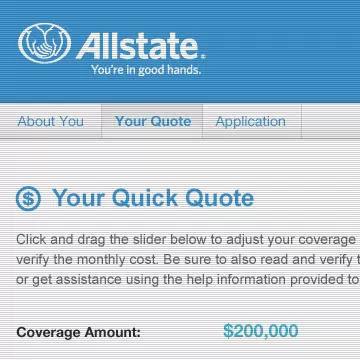 Allstate.
You're in good hands.
About You Your Quote Application
Your Quick Quote
Click and drag the slider below to adjust your coverage
verify the monthly cost. Be sure to also read and verify
or get assistance using the help information provided to
Coverage Amount: $200,000